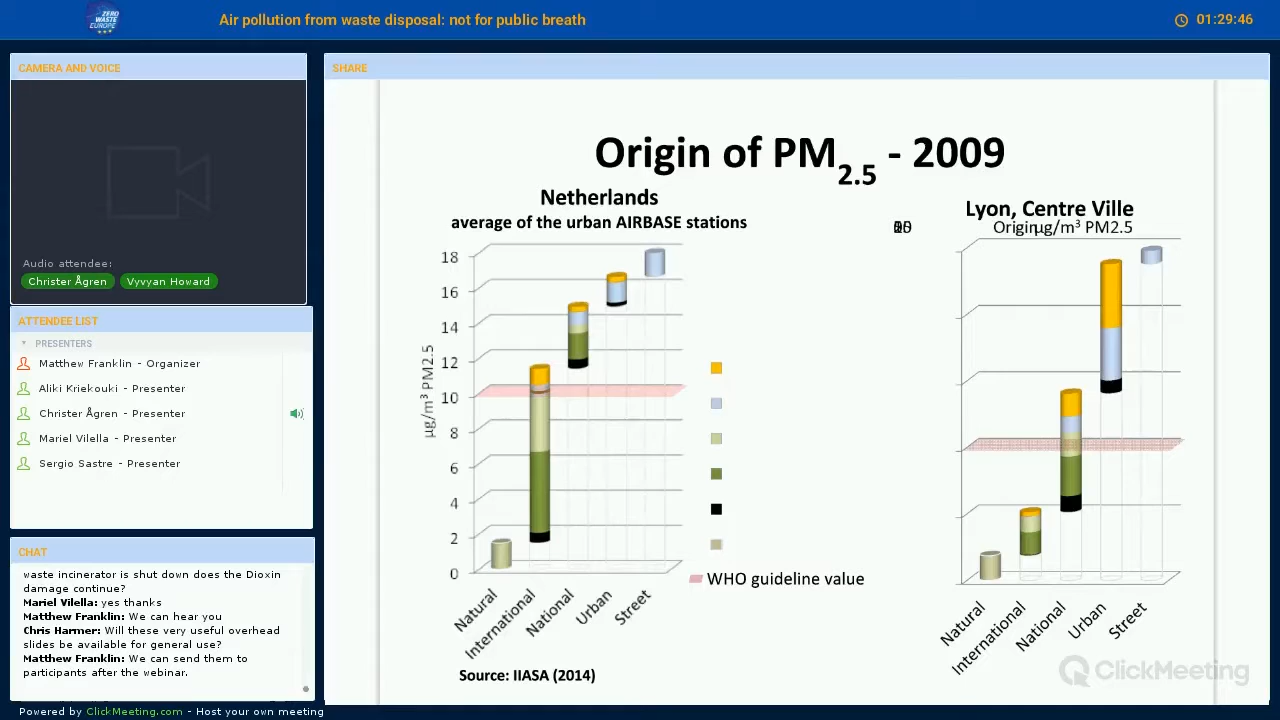 ZERO WASTE EUROPE
Air pollution from waste disposal: not for public breath
01:29:46
CAMERA AND VOICE
Audio attendee:
Christer Ågren
Vyvyan Howard
ATTENDEE LIST
PRESENTERS
Matthew Franklin - Organizer
Aliki Kriekouki - Presenter
Christer Ågren - Presenter
Mariel Vilella - Presenter
Sergio Sastre - Presenter
CHAT
waste incinerator is shut down does the Dioxin
damage continue?
Mariel Vilella: yes thanks
Matthew Franklin: We can hear you
Chris Harmer: Will these very useful overhead
slides be available for general use?
Matthew Franklin: We can send them to
participants after the webinar.
Powered by ClickMeeting.com - Host your own meeting
SHARE
Origin of PM2.5 - 2009
Netherlands
average of the urban AIRBASE stations
µg/m³ PM2.5
18
16
14
12
10
8
6
4
2
0
Natural
International
National
Urban
Street
Source: IIASA (2014)
WHO guideline value
Lyon, Centre Ville
µg/m³ PM2.5
Natural
International
National
Urban
Street
ClickMeeting